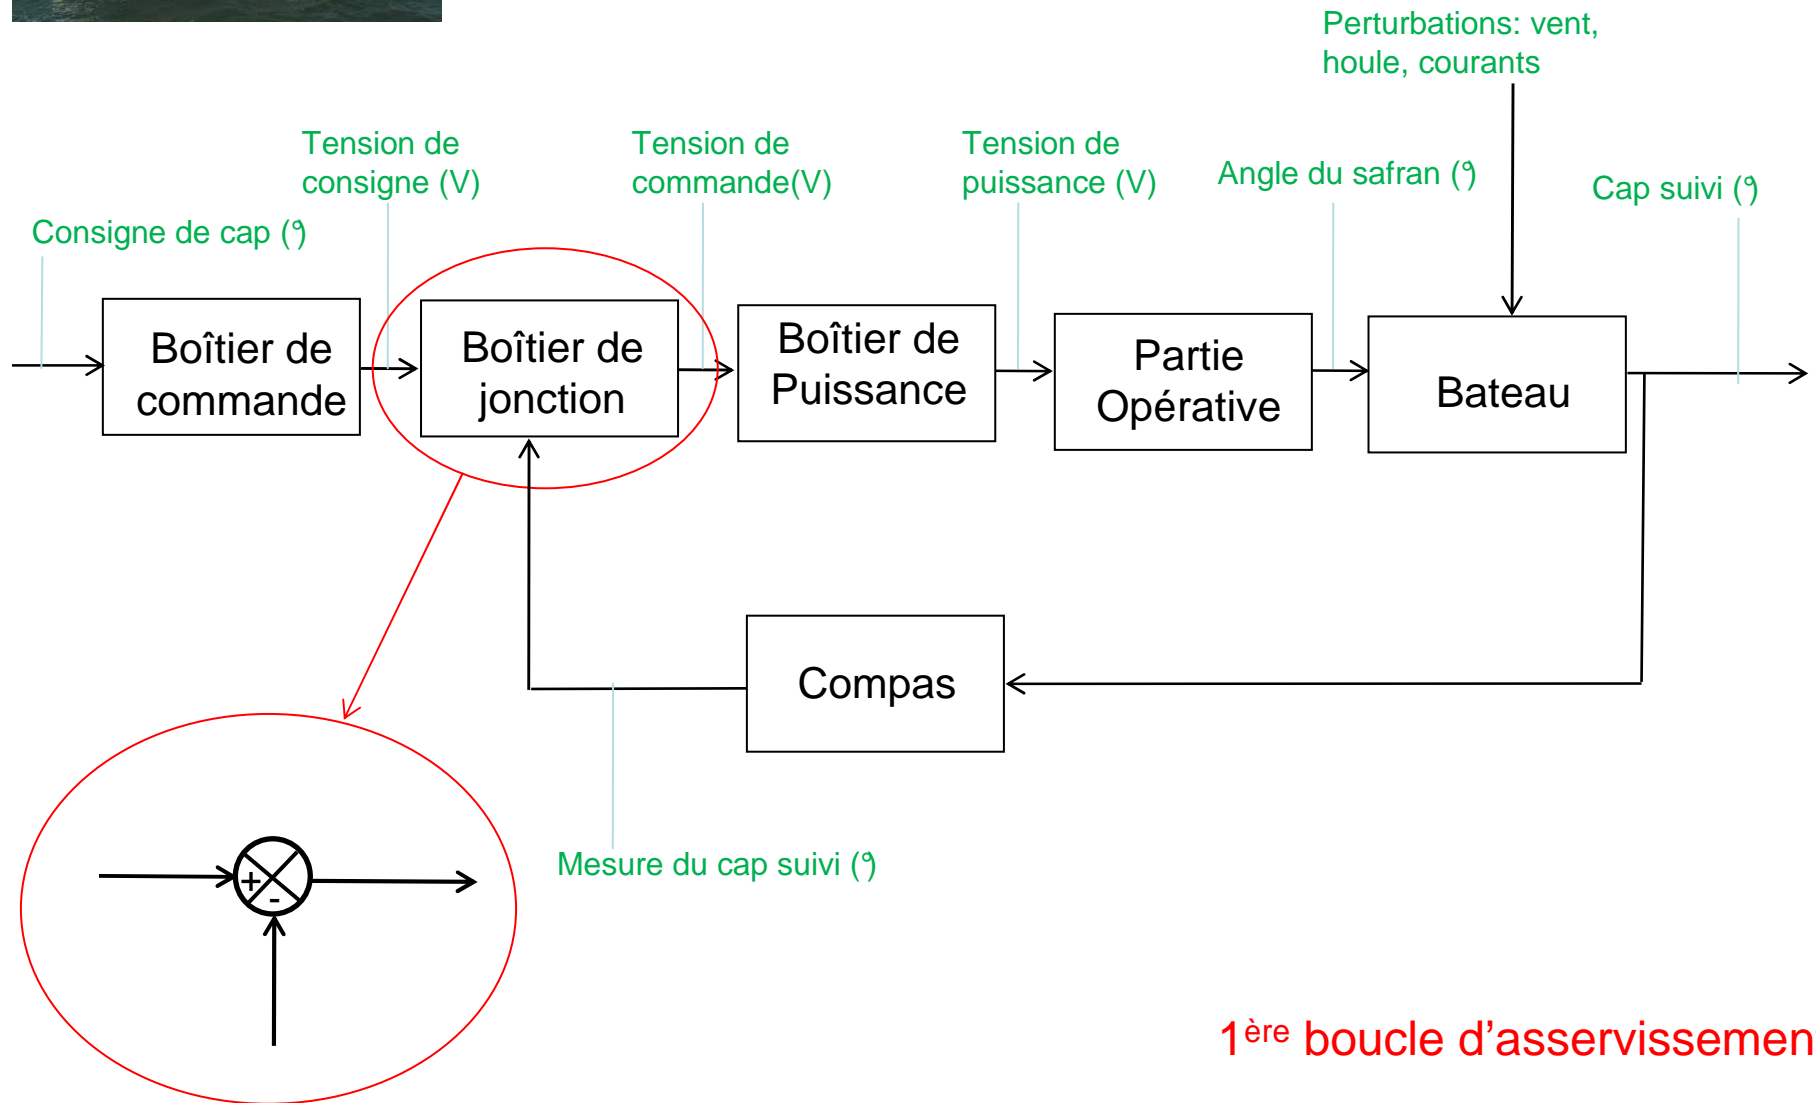 Perturbations: vent,
houle, courants
Tension de
consigne (V)
Tension de
commande(V)
Tension de
puissance (V)
Angle du safran (°)
Cap suivi (°)
Consigne de cap (°)
Boîtier de
commande
Boîtier de
jonction
Boîtier de
Puissance
Partie
Opérative
Bateau
Compas
Mesure du cap suivi (°)
+
-
1ère boucle d'asservissemen